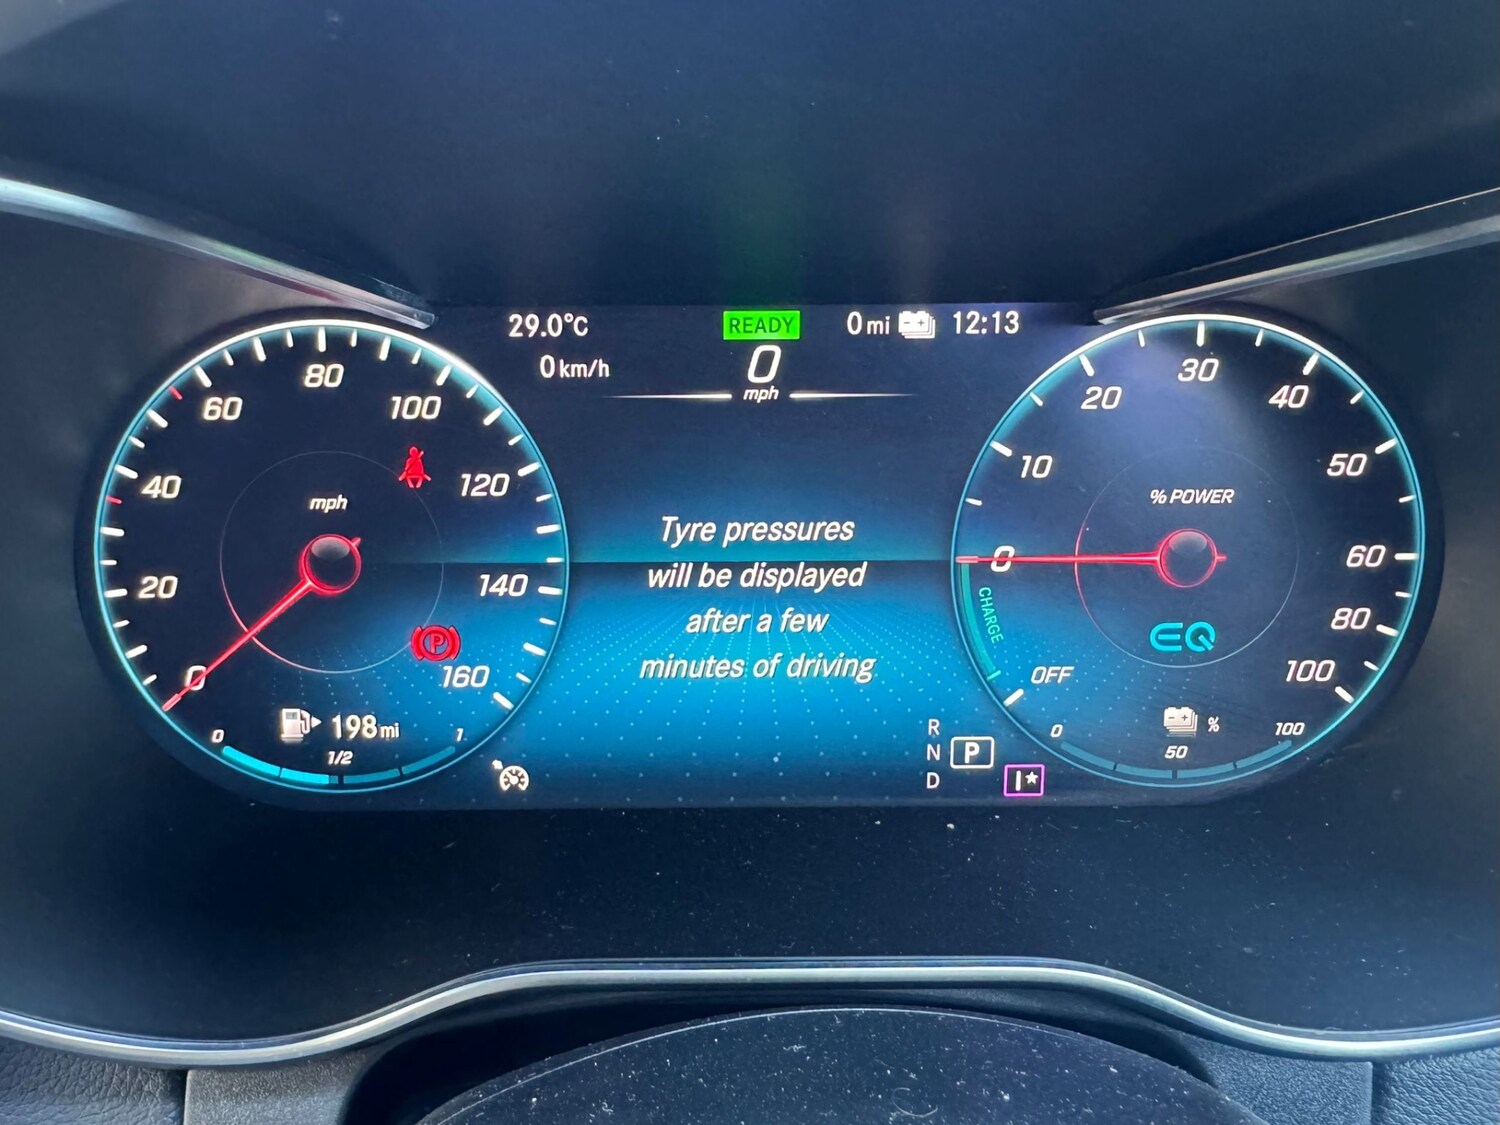 29.0°C
READY
0 mi
12:13
0 km/h
0
mph
0
20
40
60
80
100
120
140
160
mph
P
198 mi
0
1/2
1
Tyre pressures
will be displayed
after a few
minutes of driving
R
N
D
P
I★
OFF
CHARGE
0
10
20
30
40
50
60
80
100
% POWER
EQ
%
0
50
100